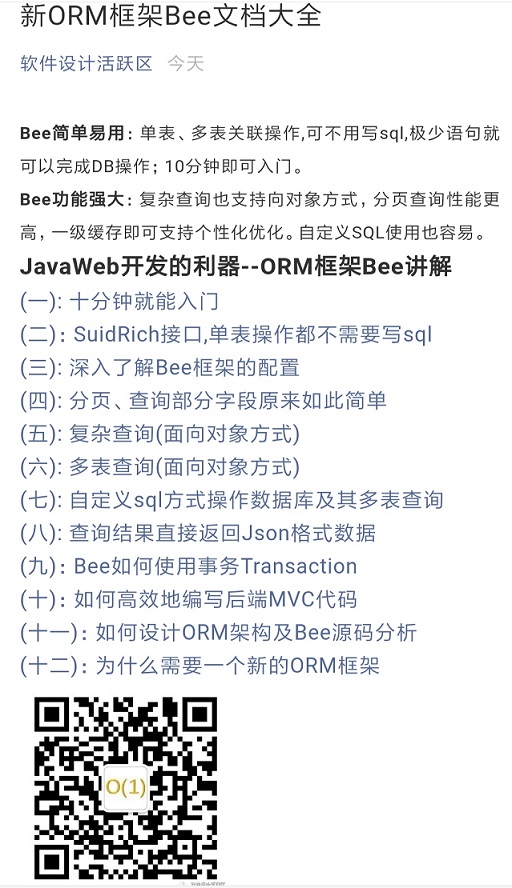 新ORM框架Bee文档大全
软件设计活跃区 今天
Bee简单易用：单表、多表关联操作,可不用写sql,极少语句就
可以完成DB操作；10分钟即可入门。
Bee功能强大：复杂查询也支持向对象方式，分页查询性能更
高，一级缓存即可支持个性化优化。自定义SQL使用也容易。
JavaWeb开发的利器--ORM框架Bee讲解
(一): 十分钟就能入门
(二)：SuidRich接口,单表操作都不需要写sql
(三): 深入了解Bee框架的配置
(四): 分页、查询部分字段原来如此简单
(五): 复杂查询(面向对象方式)
(六): 多表查询(面向对象方式)
(七): 自定义sql方式操作数据库及其多表查询
(八): 查询结果直接返回Json格式数据
(九)：Bee如何使用事务Transaction
(十)：如何高效地编写后端MVC代码
(十一)：如何设计ORM架构及Bee源码分析
(十二)：为什么需要一个新的ORM框架
O(1)